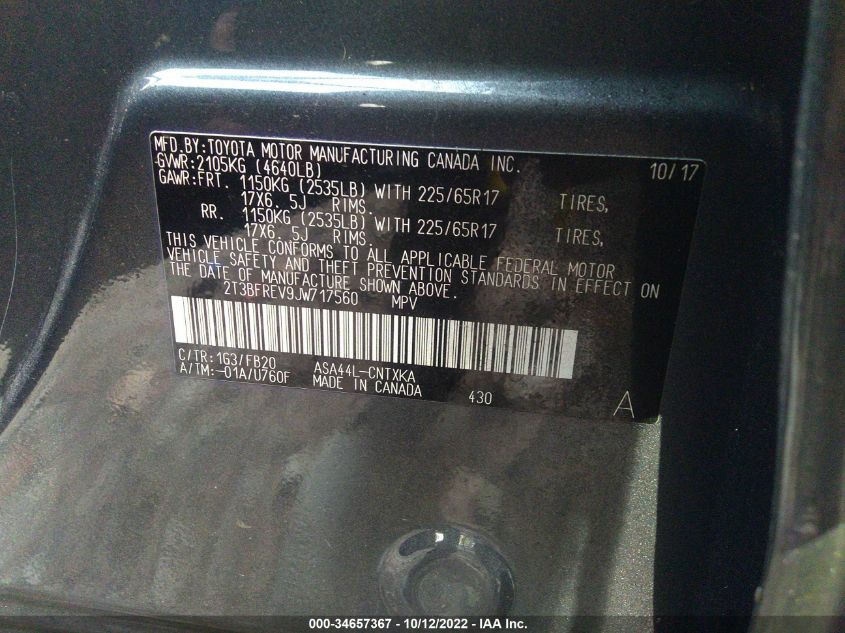 MFD.BY:TOYOTA MOTOR MANUFACTURING CANADA INC. 10/17
GVWR:2105KG (4640LB)
GAWR:FRT. 1150KG (2535LB) WITH 225/65R17 TIRES,
17X6. 5J RIMS.
RR. 1150KG (2535LB) WITH 225/65R17 TIRES,
17X6. 5J RIMS.
THIS VEHICLE CONFORMS TO ALL APPLICABLE FEDERAL MOTOR
VEHICLE SAFETY AND THEFT PREVENTION STANDARDS IN EFFECT ON
THE DATE OF MANUFACTURE SHOWN ABOVE.
2T3BFREV9JW717560 MPV
C/TR:1G3/FB20 ASA44L-CNTXKA
A/TM:-01A/U760F MADE IN CANADA 430 A
000-34657367 - 10/12/2022 - IAA Inc.